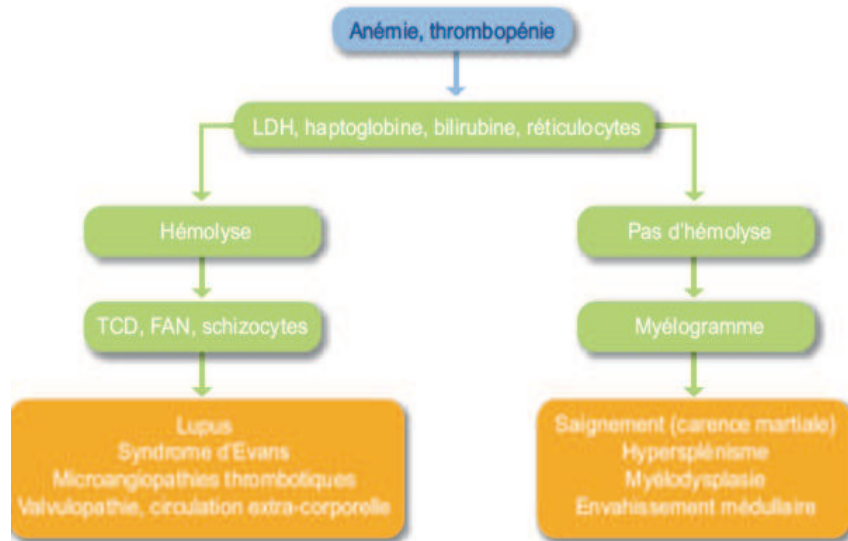 Anémie, thrombopénie
LDH, haptoglobine, bilirubine, réticulocytes
Hémolyse
Pas d'hémolyse
TCD, FAN, schizocytes
Myélogramme
Lupus
Syndrome d'Evans
Microangiopathies thrombotiques
Valvulopathie, circulation extra-corporelle
Saignement (carence martiale)
Hypersplénisme
Myélodysplasie
Envahissement médullaire